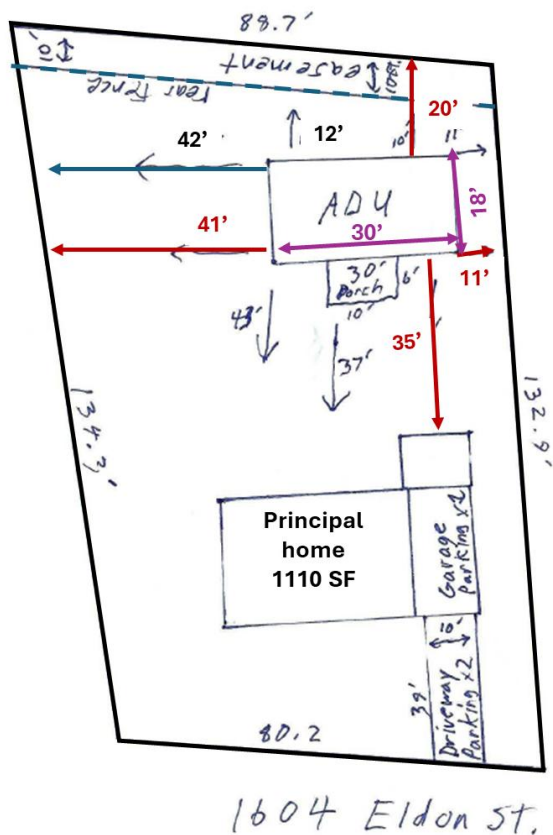 88.2'
10'
easement
10'
rear fence
20'
42'
12'
10'
11'
ADU
18'
41'
30'
11'
30'
Porch
6'
10'
43'
37'
35'
134.3'
132.9'
Principal
home
1110 SF
Garage
Parking x2
10'
39'
Driveway
Parking x2
80.2
1604 Eldon St.